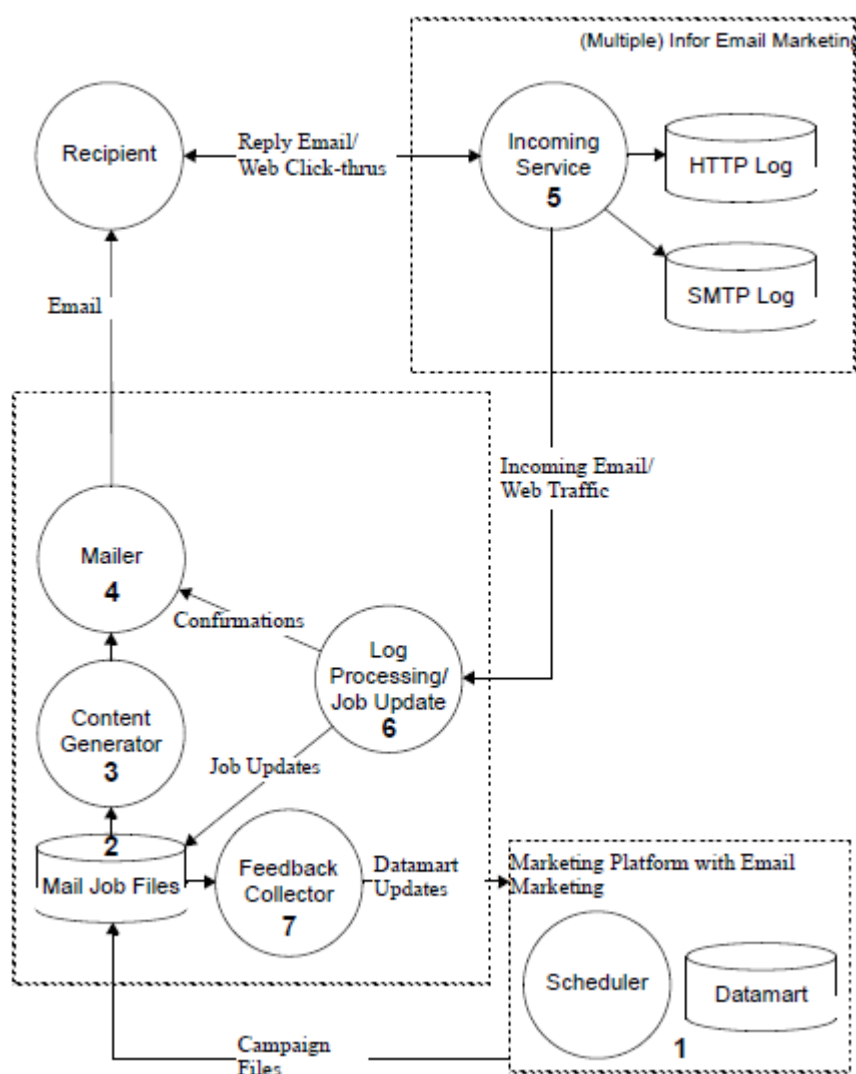 (Multiple) Infor Email Marketing
Recipient
Reply Email/
Web Click-thrus
Incoming
Service
5
HTTP Log
SMTP Log
Email
Incoming Email/
Web Traffic
Mailer
4
Confirmations
Log
Processing/
Job Update
6
Content
Generator
3
Job Updates
2
Mail Job Files
Feedback
Collector
7
Datamart
Updates
Marketing Platform with Email
Marketing
Scheduler
Datamart
1
Campaign
Files